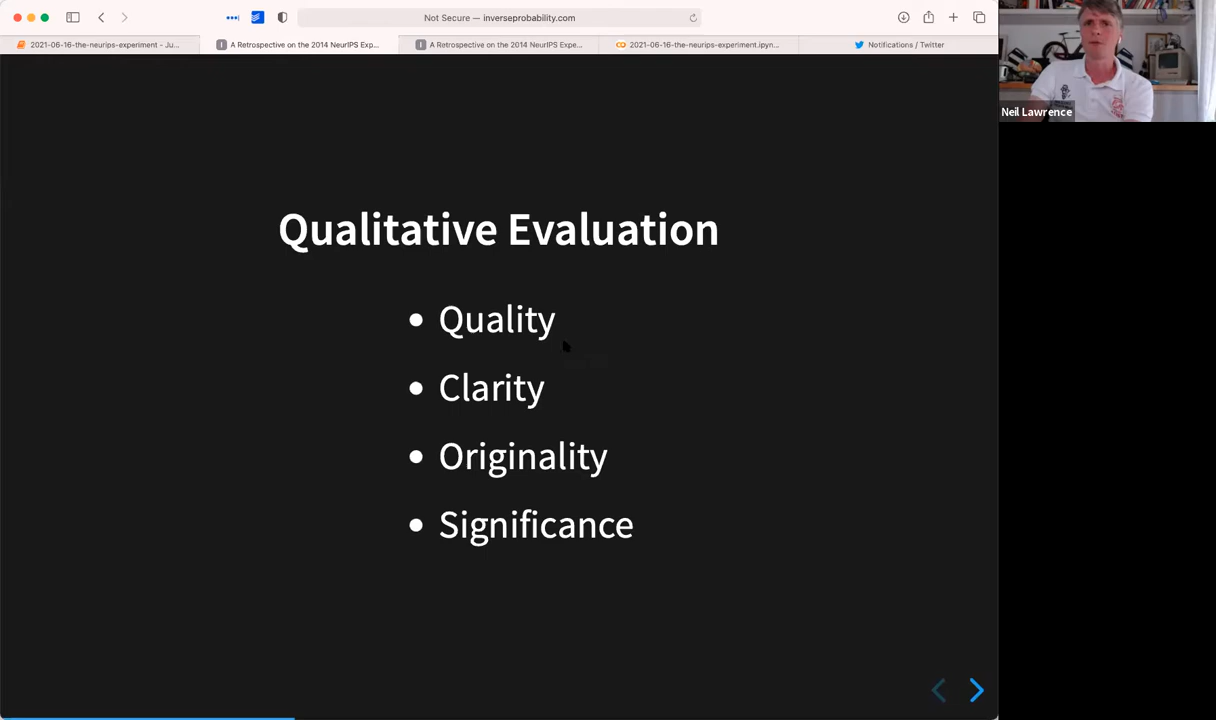 Not Secure — inverseprobability.com
2021-06-16-the-neurips-experiment - Ju...
A Retrospective on the 2014 NeurIPS Exp...
A Retrospective on the 2014 NeurIPS Expe...
2021-06-16-the-neurips-experiment.ipyn...
Notifications / Twitter
Neil Lawrence
Qualitative Evaluation
• Quality
• Clarity
• Originality
• Significance